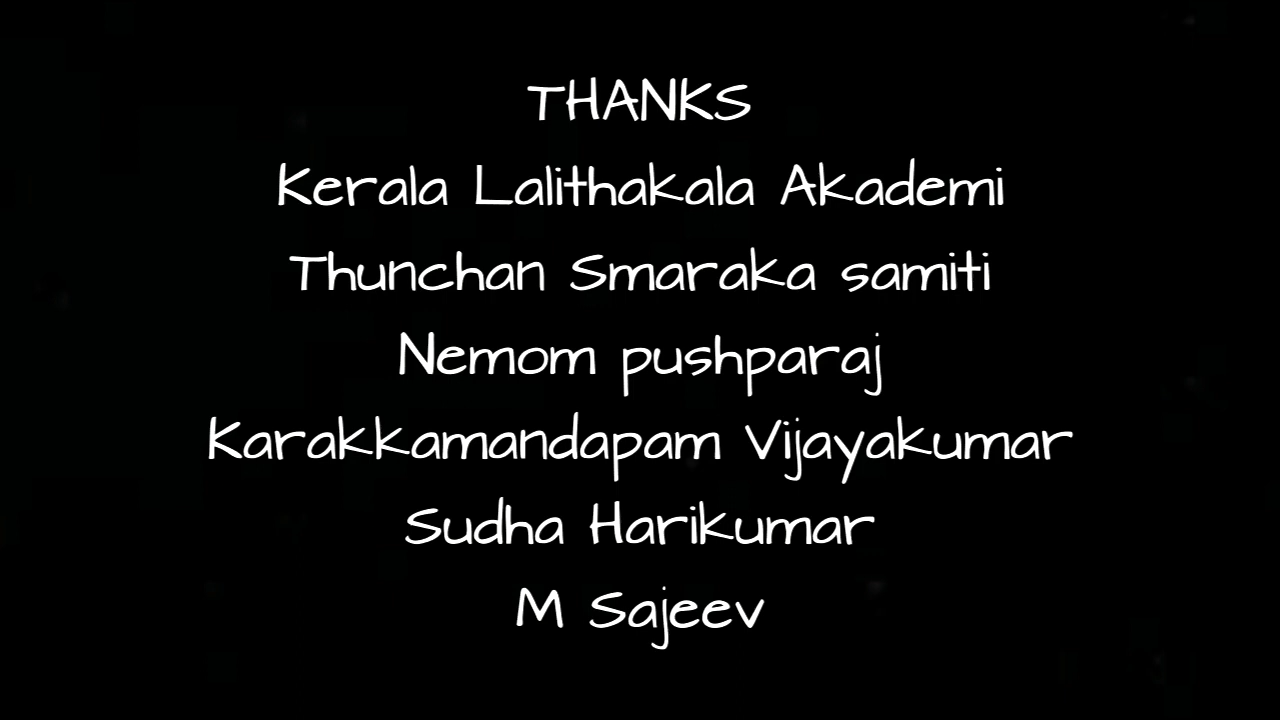 THANKS
Kerala Lalithakala Akademi
Thunchan Smaraka samiti
Nemom pushparaj
Karakkamandapam Vijayakumar
Sudha Harikumar
M Sajeev